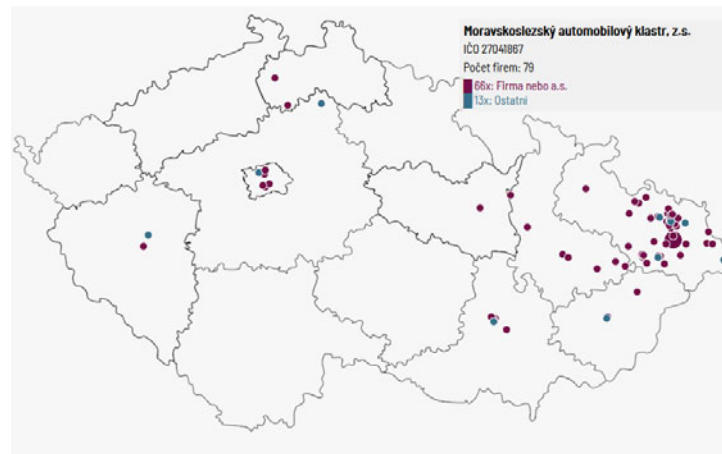 Moravskoslezský automobilový klastr, z.s.
IČO 27041867
Počet firem: 79
66x: Firma nebo a.s.
13x: Ostatní